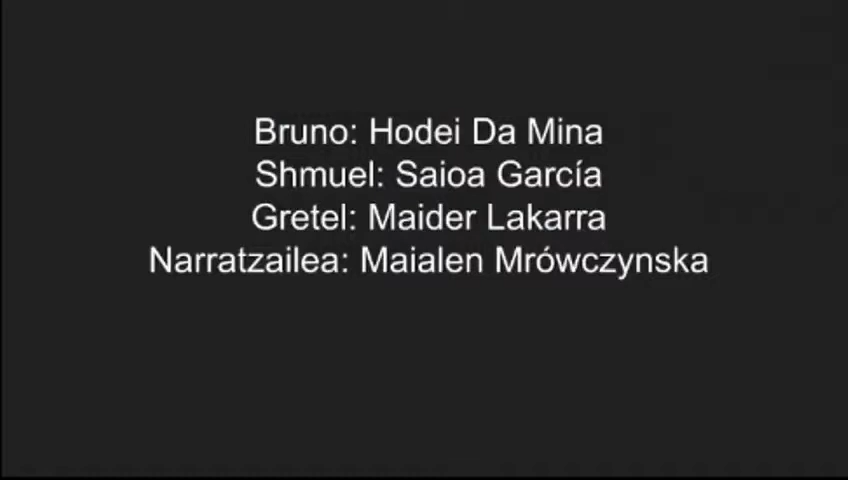 Bruno: Hodei Da Mina
Shmuel: Saioa García
Gretel: Maider Lakarra
Narratzailea: Maialen Mrówczynska